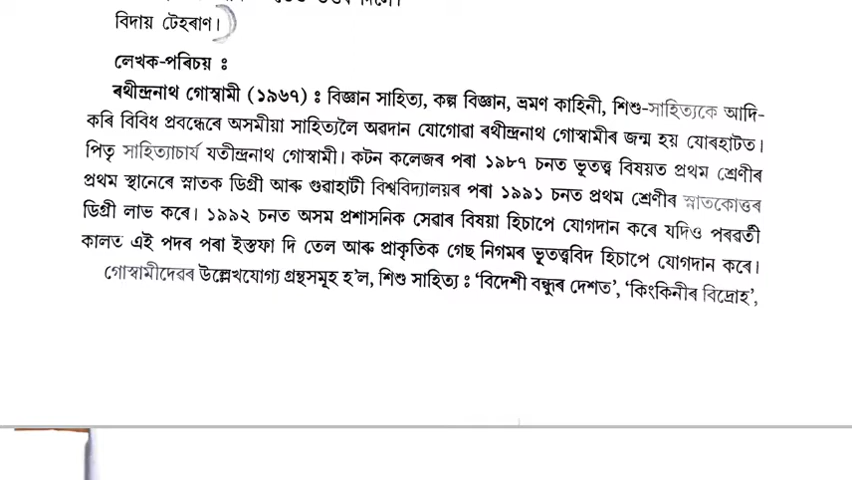 বিদায় টেহৰাণ।)
লেখক-পৰিচয় ঃ
ৰথীন্দ্ৰনাথ গোস্বামী (১৯৬৭) ঃ বিজ্ঞান সাহিত্য, কল্প বিজ্ঞান, ভ্ৰমণ কাহিনী, শিশু-সাহিত্যকে আদি-
কৰি বিবিধ প্ৰবন্ধেৰে অসমীয়া সাহিত্যলৈ অৱদান যোগোৱা ৰথীন্দ্ৰনাথ গোস্বামীৰ জন্ম হয় যোৰহাটত।
পিতৃ সাহিত্যাচাৰ্য যতীন্দ্ৰনাথ গোস্বামী। কটন কলেজৰ পৰা ১৯৮৭ চনত ভূতত্ত্ব বিষয়ত প্ৰথম শ্ৰেণীৰ
প্ৰথম স্থানেৰে স্নাতক ডিগ্ৰী আৰু গুৱাহাটী বিশ্ববিদ্যালয়ৰ পৰা ১৯৯১ চনত প্ৰথম শ্ৰেণীৰ স্নাতকোত্তৰ
ডিগ্ৰী লাভ কৰে। ১৯৯২ চনত অসম প্ৰশাসনিক সেৱাৰ বিষয়া হিচাপে যোগদান কৰে যদিও পৰৱৰ্তী
কালত এই পদৰ পৰা ইস্তফা দি তেল আৰু প্ৰাকৃতিক গেছ নিগমৰ ভূতত্ত্ববিদ হিচাপে যোগদান কৰে।
গোস্বামীদেৱৰ উল্লেখযোগ্য গ্ৰন্থসমূহ হ'ল, শিশু সাহিত্য ঃ 'বিদেশী বন্ধুৰ দেশত', 'কিংকিনীৰ বিদ্ৰোহ',